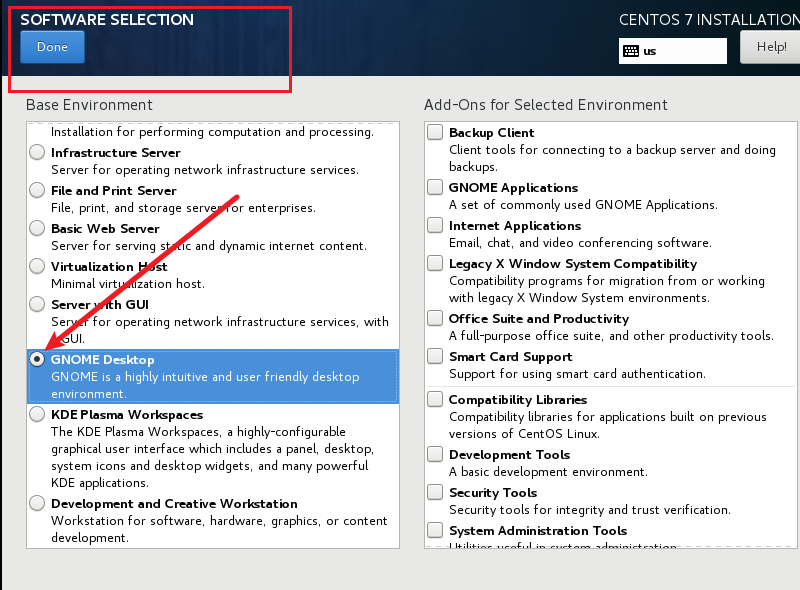 SOFTWARE SELECTION
CENTOS 7 INSTALLATION
Done
us
Help!
Base Environment
Installation for performing computation and processing.
Infrastructure Server
Server for operating network infrastructure services.
File and Print Server
File, print, and storage server for enterprises.
Basic Web Server
Server for serving static and dynamic internet content.
Virtualization Host
Minimal virtualization host.
Server with GUI
Server for operating network infrastructure services, with
GUI.
GNOME Desktop
GNOME is a highly intuitive and user friendly desktop
environment.
KDE Plasma Workspaces
The KDE Plasma Workspaces, a highly-configurable
graphical user interface which includes a panel, desktop,
system icons and desktop widgets, and many powerful
KDE applications.
Development and Creative Workstation
Workstation for software, hardware, graphics, or content
development.
Add-Ons for Selected Environment
Backup Client
Client tools for connecting to a backup server and doing
backups.
GNOME Applications
A set of commonly used GNOME Applications.
Internet Applications
Email, chat, and video conferencing software.
Legacy X Window System Compatibility
Compatibility programs for migration from or working
with legacy X Window System environments.
Office Suite and Productivity
A full-purpose office suite, and other productivity tools.
Smart Card Support
Support for using smart card authentication.
Compatibility Libraries
Compatibility libraries for applications built on previous
versions of CentOS Linux.
Development Tools
A basic development environment.
Security Tools
Security tools for integrity and trust verification.
System Administration Tools
Utilities useful in system administration.